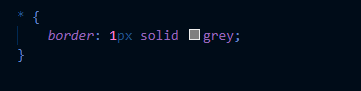 * {
border: 1px solid grey;
}